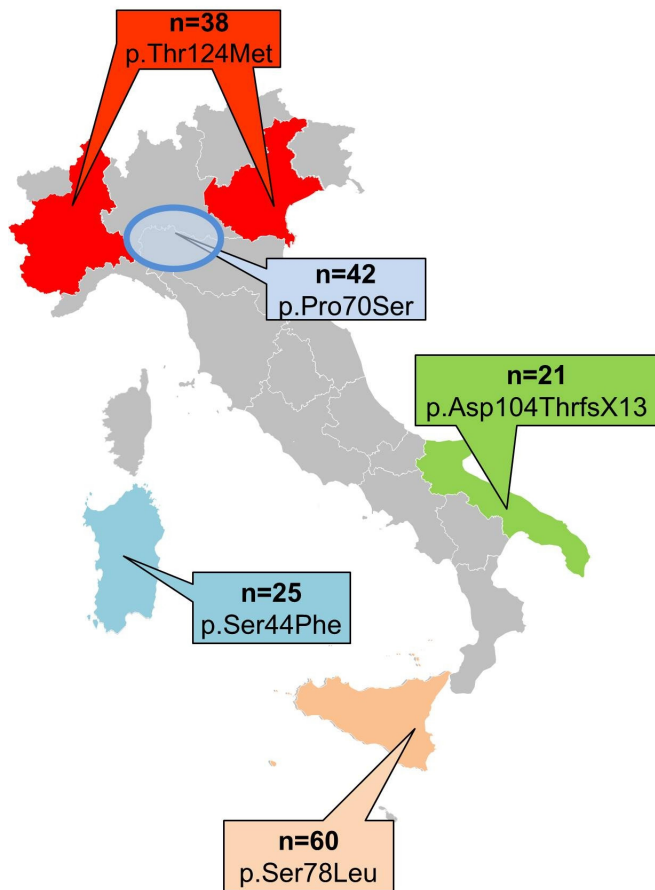 n=38
p.Thr124Met
n=42
p.Pro70Ser
n=21
p.Asp104ThrfsX13
n=25
p.Ser44Phe
n=60
p.Ser78Leu